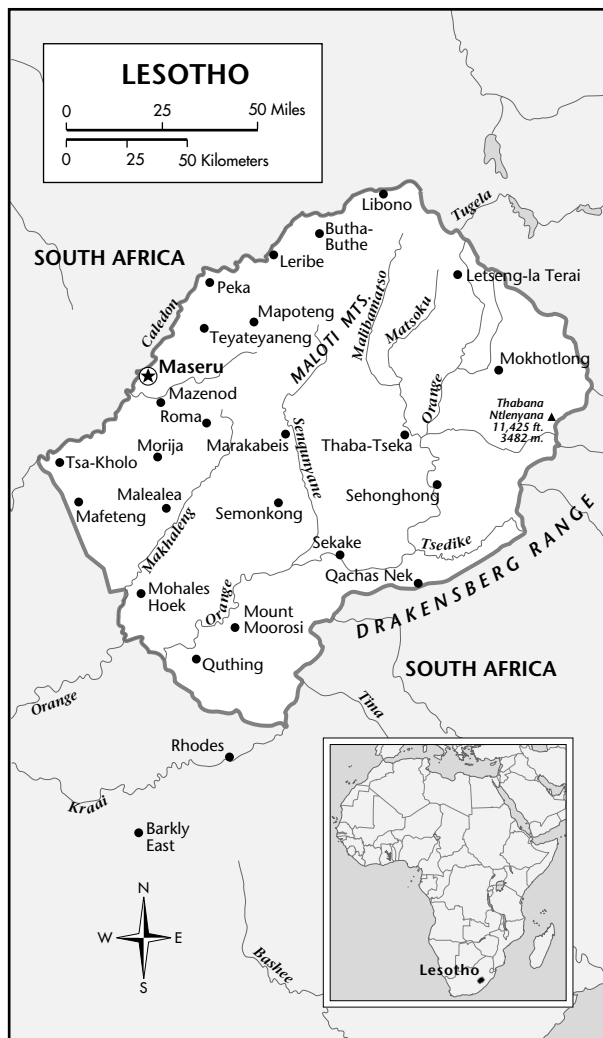 LESOTHO
0 25 50 Miles
0 25 50 Kilometers
Libono
Tugela
Butha-
Buthe
SOUTH AFRICA
Leribe
Letseng-la Terai
Peka
Caledon
Mapoteng
MALOTI MTS.
Malibamatso
Matsoku
Teyateyaneng
Maseru
Mokhotlong
Mazenod
Orange
Thabana
Ntlenyana
11,425 ft.
3482 m.
Roma
Marakabeis
Thaba-Tseka
Morija
Tsa-Kholo
Senqunyane
Sehonghong
Malealea
Mafeteng
Semonkong
Makhaleng
Sekake
Tsedike
Qachas Nek
DRAKENSBERG RANGE
Mohales
Hoek
Orange
Mount
Moorosi
Quthing
SOUTH AFRICA
Orange
Tina
Rhodes
Kraai
Barkly
East
N
W E
S
Bashee
Lesotho